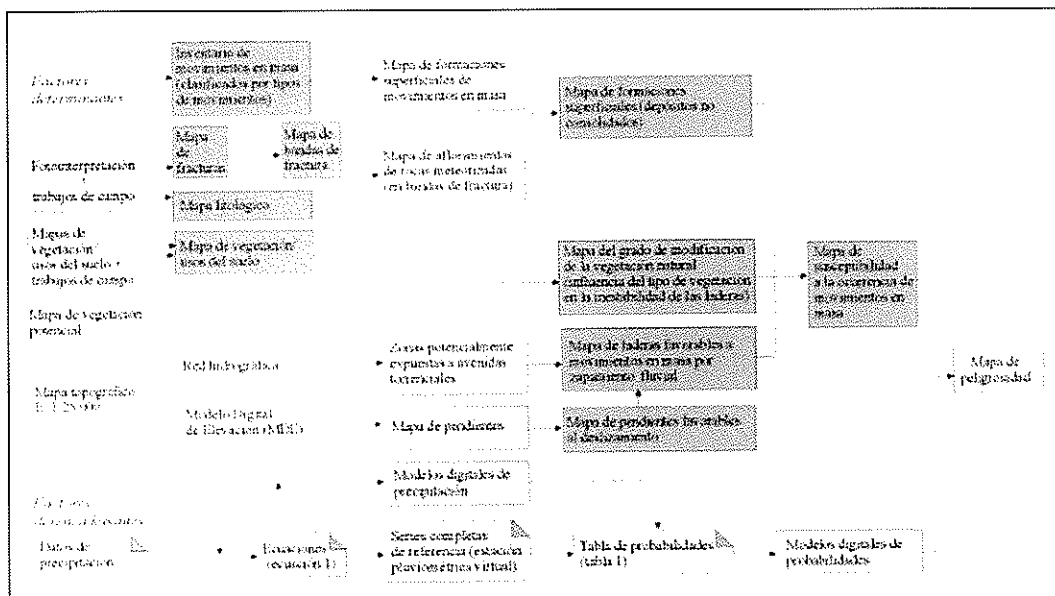 Factores
determinantes
Inventario de
movimientos en masa
(clasificados por tipos
de movimientos)
Mapa de formaciones
superficiales de
movimientos en masa
Mapa de formaciones
superficiales (depósitos no
consolidados)
Mapa
de
fracturas
Mapa de
bandas de
fractura
Mapa de afloramientos
de rocas meteorizadas
en bandas de fractura)
Fotointerpretación
trabajos de campo
Mapa litológico
Mapas de
vegetación/
usos del suelo +
trabajos de campo
Mapa de vegetación/
usos del suelo
Mapa del grado de modificación
de la vegetación natural
(influencia del tipo de vegetación
en la inestabilidad de las laderas)
Mapa de
susceptibilidad
a la ocurrencia de
movimientos en
masa
Mapa de vegetación
potencial
Red hidrográfica
Zonas potencialmente
expuestas a avenidas
torrenciales
Mapa de laderas favorables a
movimientos en masa por
zapamiento fluvial
Mapa de
peligrosidad
Mapa topográfico
Modelo Digital
de Elevación (MDE)
Mapa de pendientes
Mapa de pendientes favorables
al deslizamiento
Modelos digitales de
precipitación
Factores
Datos de
precipitación
Ecuaciones
(ecuación 1)
Series completas
de referencia (estación
pluviométrica virtual)
Tabla de probabilidades
(tabla 1)
Modelos digitales de
probabilidades